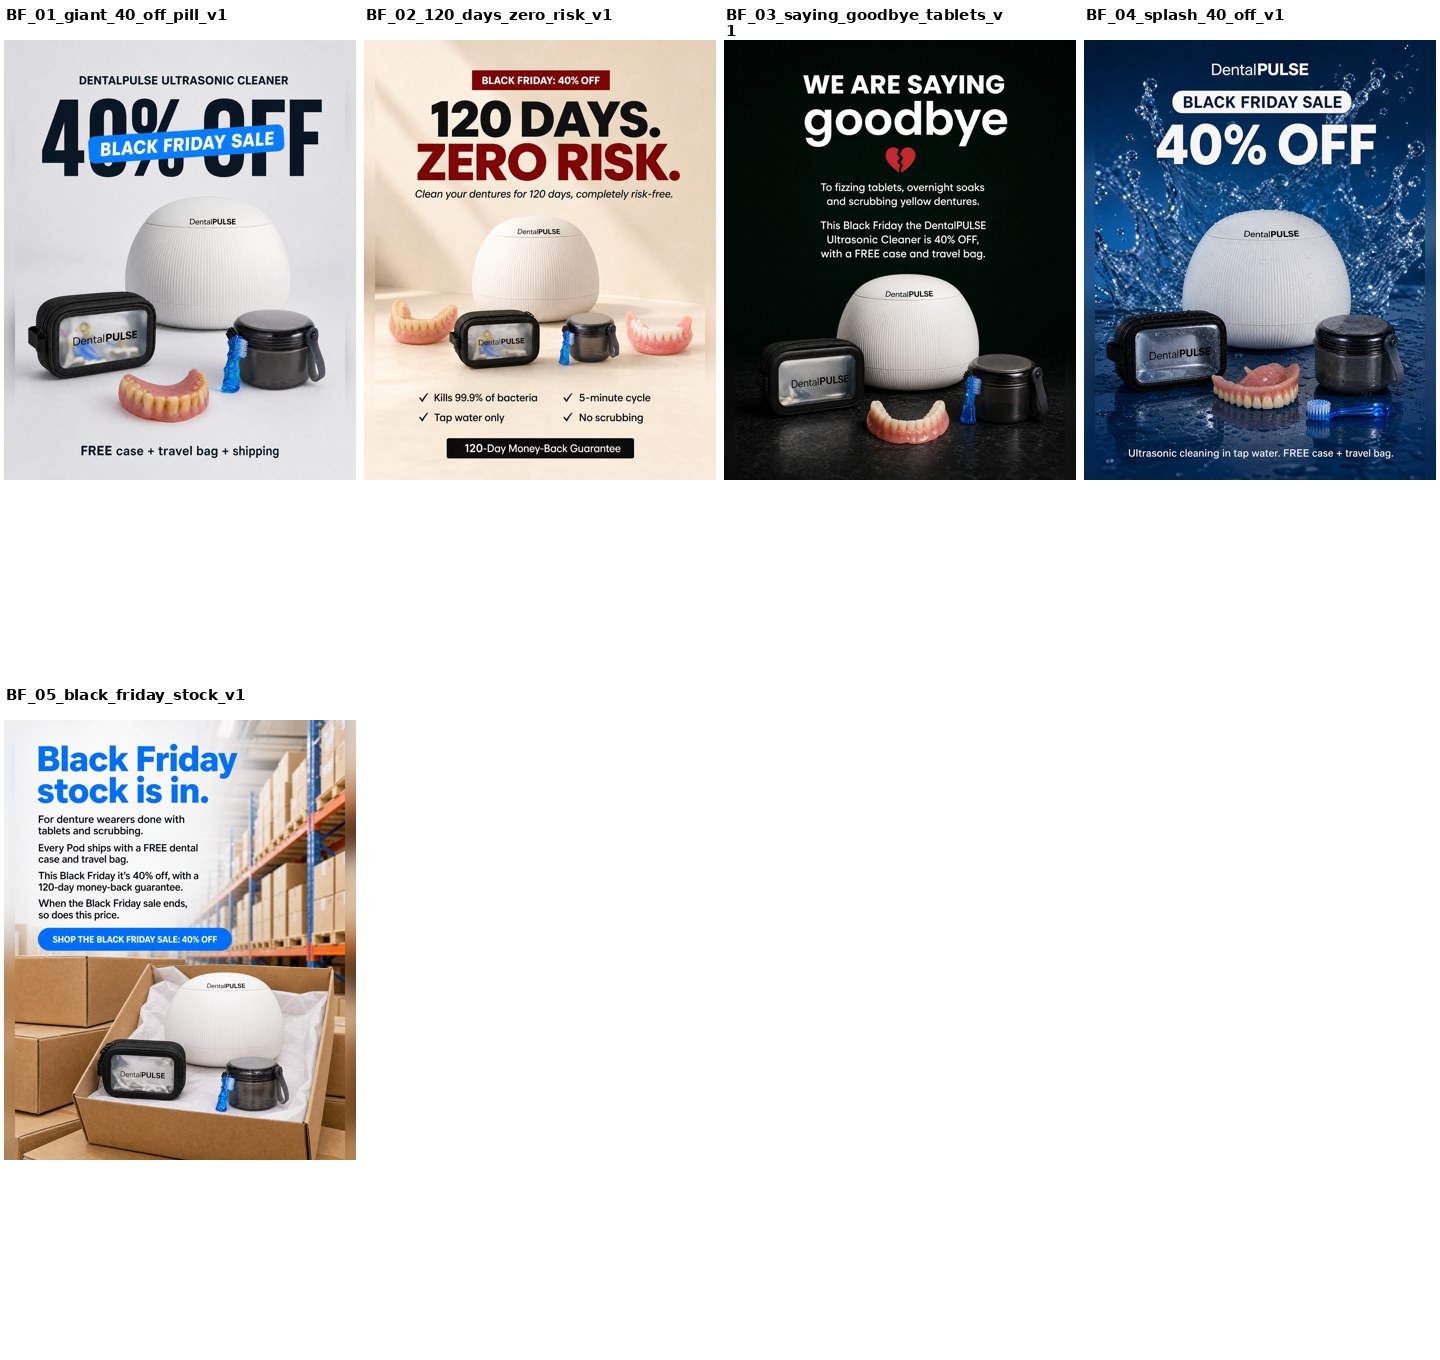 BF_01_giant_40_off_pill_v1
DENTALPULSE ULTRASONIC CLEANER
40% OFF
BLACK FRIDAY SALE
DentalPULSE
DentalPULSE
FREE case + travel bag + shipping
BF_02_120_days_zero_risk_v1
BLACK FRIDAY: 40% OFF
120 DAYS.
ZERO RISK.
Clean your dentures for 120 days, completely risk-free.
DentalPULSE
DentalPULSE
✓ Kills 99.9% of bacteria
✓ 5-minute cycle
✓ Tap water only
✓ No scrubbing
120-Day Money-Back Guarantee
BF_03_saying_goodbye_tablets_v
1
WE ARE SAYING
goodbye
To fizzing tablets, overnight soaks
and scrubbing yellow dentures.
This Black Friday the DentalPULSE
Ultrasonic Cleaner is 40% OFF,
with a FREE case and travel bag.
DentalPULSE
DentalPULSE
BF_04_splash_40_off_v1
DentalPULSE
BLACK FRIDAY SALE
40% OFF
DentalPULSE
DentalPULSE
Ultrasonic cleaning in tap water. FREE case + travel bag.
BF_05_black_friday_stock_v1
Black Friday
stock is in.
For denture wearers done with
tablets and scrubbing.
Every Pod ships with a FREE dental
case and travel bag.
This Black Friday it's 40% off, with a
120-day money-back guarantee.
When the Black Friday sale ends,
so does this price.
SHOP THE BLACK FRIDAY SALE: 40% OFF
DentalPULSE
DentalPULSE